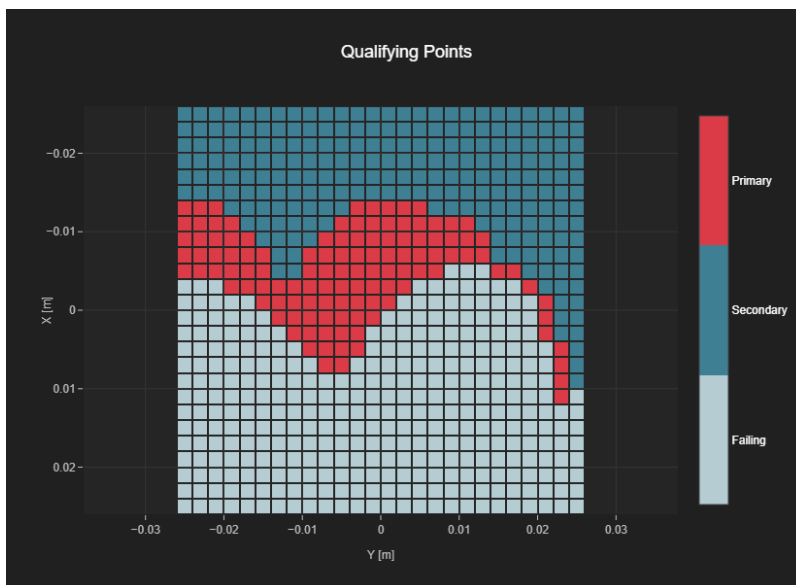 Qualifying Points
−0.02
−0.01
0
0.01
0.02
X [m]
−0.03
−0.02
−0.01
0
0.01
0.02
0.03
Y [m]
Primary
Secondary
Failing